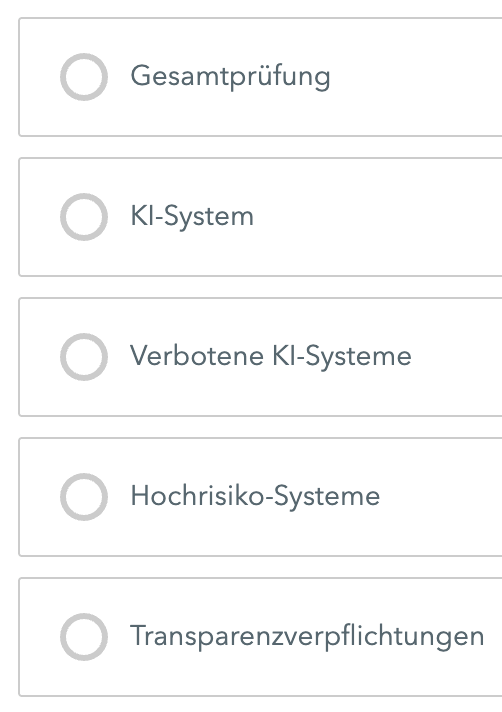 Gesamtprüfung
KI-System
Verbotene KI-Systeme
Hochrisiko-Systeme
Transparenzverpflichtungen